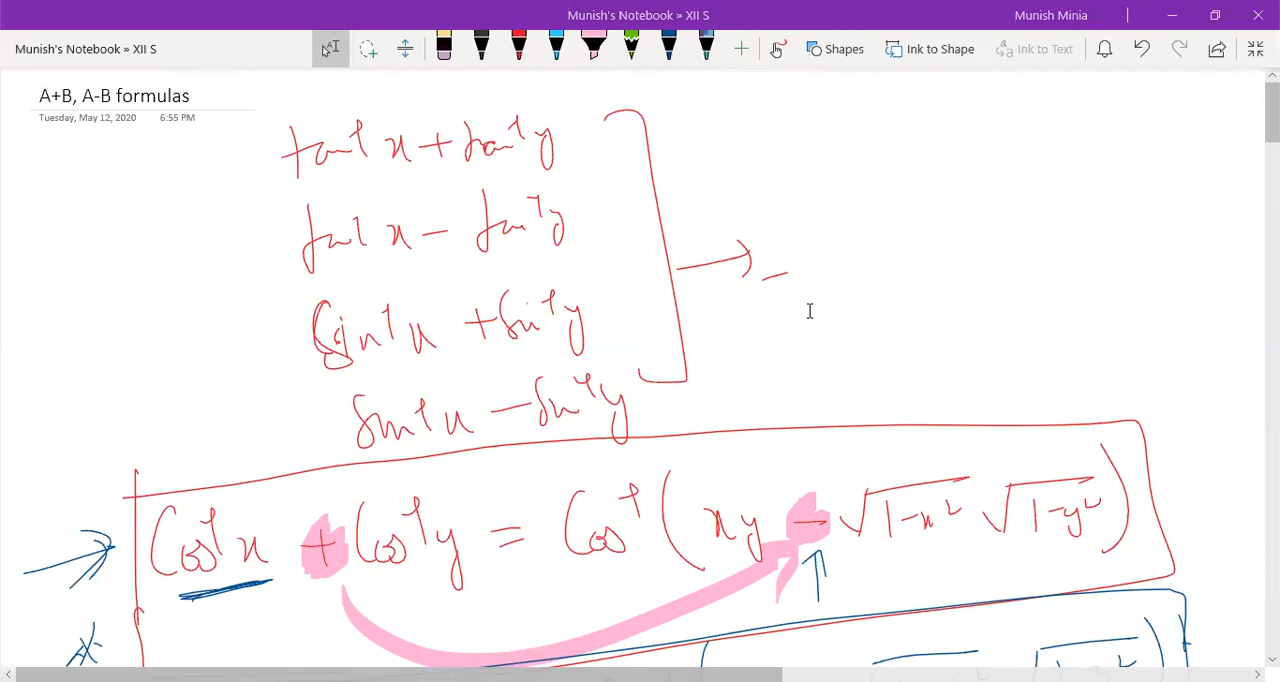 Munish's Notebook » XII S
Munish Minia
Munish's Notebook » XII S
Shapes
Ink to Shape
Ink to Text
A+B, A-B formulas
Tuesday, May 12, 2020 6:55 PM
tan⁻¹x + tan⁻¹y
tan⁻¹x − tan⁻¹y
Sin⁻¹x + Sin⁻¹y
Sin⁻¹x − Sin⁻¹y
Cos⁻¹x + Cos⁻¹y = Cos⁻¹(xy − √1−x² √1−y²)